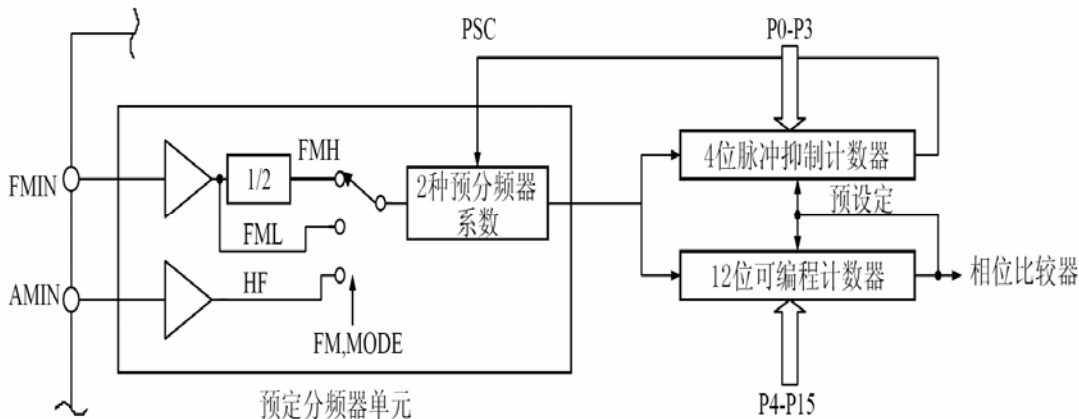 PSC
P0-P3
FMIN
1/2
FMH
2种预分频器
系数
4位脉冲抑制计数器
预设定
FML
AMIN
HF
12位可编程计数器
相位比较器
FM,MODE
预定分频器单元
P4-P15